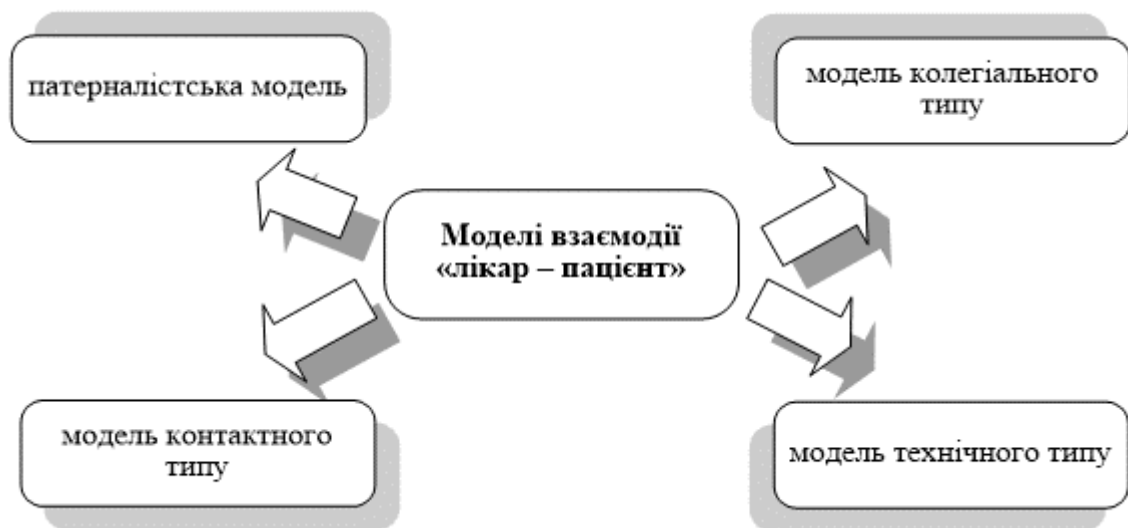 патерналістська модель
модель колегіального
типу
Моделі взаємодії
«лікар – пацієнт»
модель контактного
типу
модель технічного типу